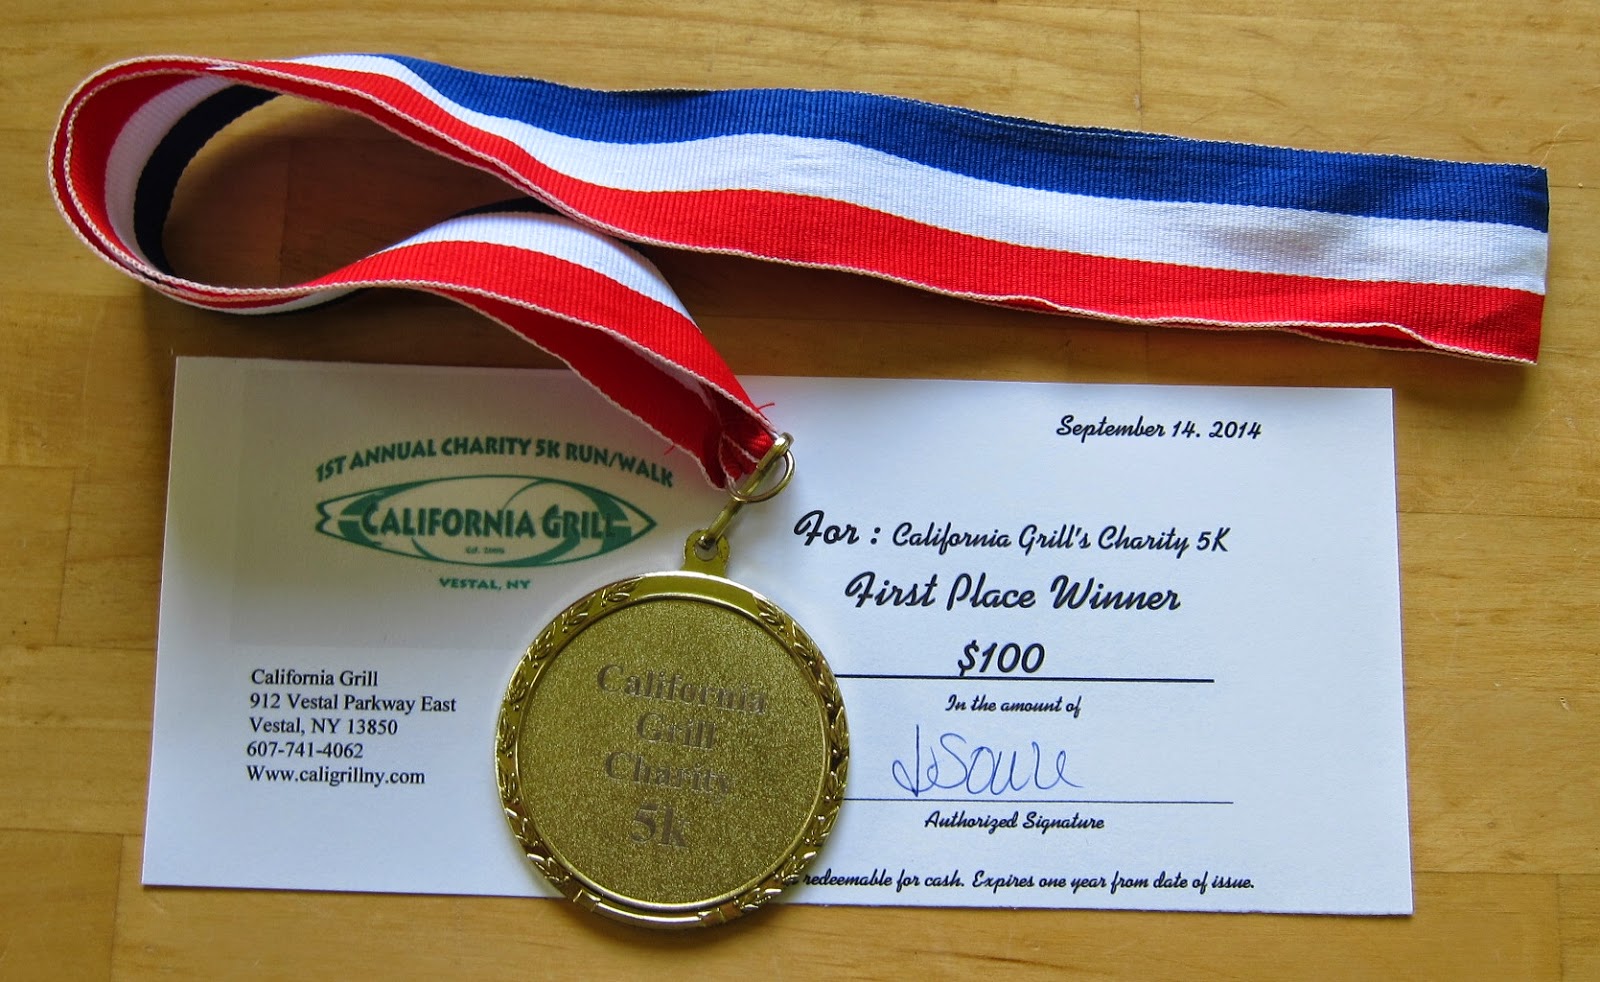 1ST ANNUAL CHARITY 5K RUN/WALK
CALIFORNIA GRILL
Est. 2006
VESTAL, NY
California Grill
912 Vestal Parkway East
Vestal, NY 13850
607-741-4062
Www.caligrillny.com
California
Grill
Charity
5k
September 14. 2014
For : California Grill's Charity 5K
First Place Winner
$100
In the amount of
Authorized Signature
redeemable for cash. Expires one year from date of issue.